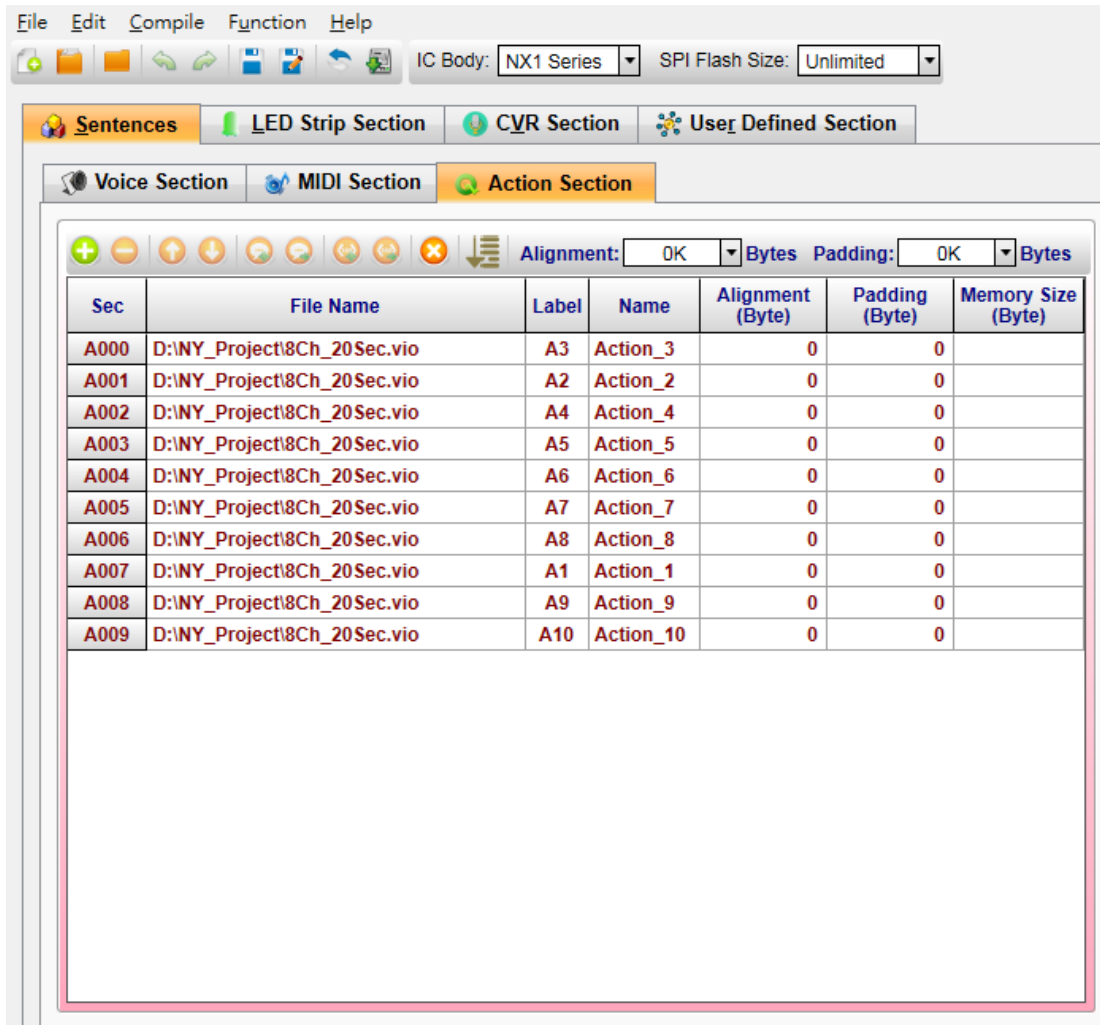 File Edit Compile Function Help
IC Body: NX1 Series SPI Flash Size: Unlimited
Sentences LED Strip Section CVR Section User Defined Section
Voice Section MIDI Section Action Section
Alignment: 0K Bytes Padding: 0K Bytes
Sec File Name Label Name Alignment (Byte) Padding (Byte) Memory Size (Byte)
A000 D:\NY_Project\8Ch_20Sec.vio A3 Action_3 0 0
A001 D:\NY_Project\8Ch_20Sec.vio A2 Action_2 0 0
A002 D:\NY_Project\8Ch_20Sec.vio A4 Action_4 0 0
A003 D:\NY_Project\8Ch_20Sec.vio A5 Action_5 0 0
A004 D:\NY_Project\8Ch_20Sec.vio A6 Action_6 0 0
A005 D:\NY_Project\8Ch_20Sec.vio A7 Action_7 0 0
A006 D:\NY_Project\8Ch_20Sec.vio A8 Action_8 0 0
A007 D:\NY_Project\8Ch_20Sec.vio A1 Action_1 0 0
A008 D:\NY_Project\8Ch_20Sec.vio A9 Action_9 0 0
A009 D:\NY_Project\8Ch_20Sec.vio A10 Action_10 0 0